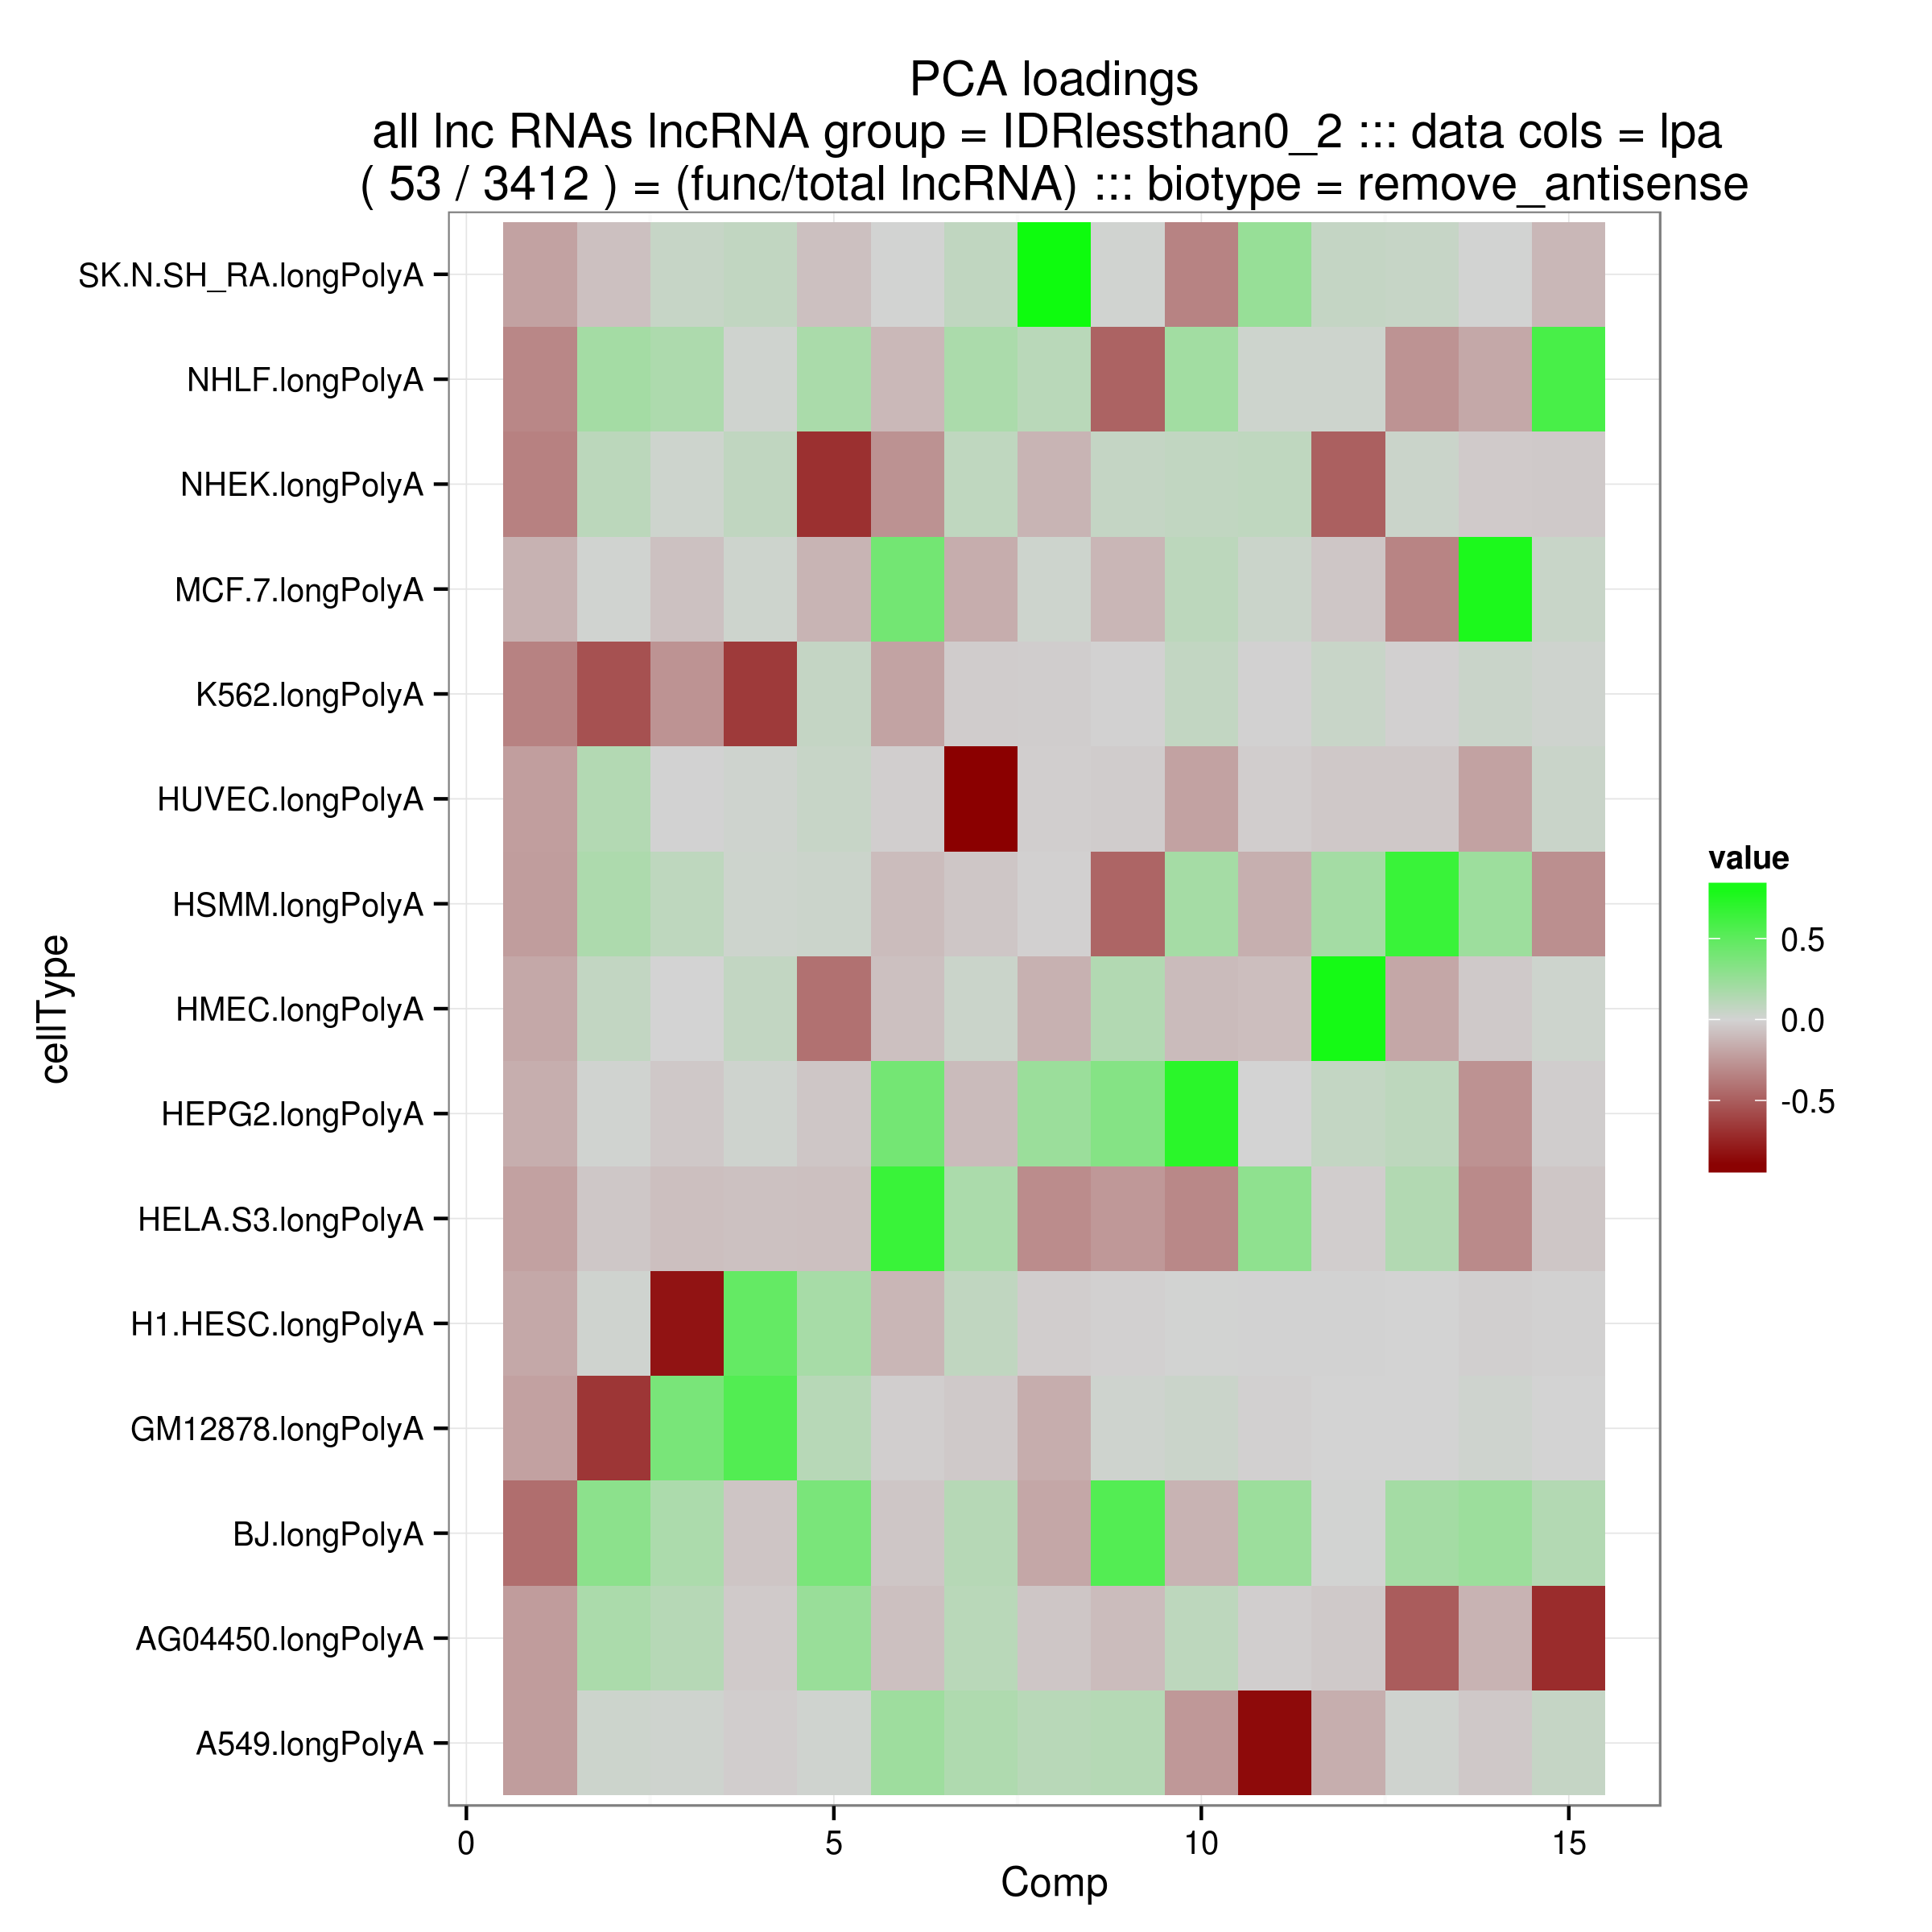 PCA loadings
all lnc RNAs lncRNA group = IDRlessthan0_2 ::: data cols = lpa
( 53 / 3412 ) = (func/total lncRNA) ::: biotype = remove_antisense
cellType
SK.N.SH_RA.longPolyA
NHLF.longPolyA
NHEK.longPolyA
MCF.7.longPolyA
K562.longPolyA
HUVEC.longPolyA
HSMM.longPolyA
HMEC.longPolyA
HEPG2.longPolyA
HELA.S3.longPolyA
H1.HESC.longPolyA
GM12878.longPolyA
BJ.longPolyA
AG04450.longPolyA
A549.longPolyA
0 5 10 15
Comp
value
0.5
0.0
-0.5